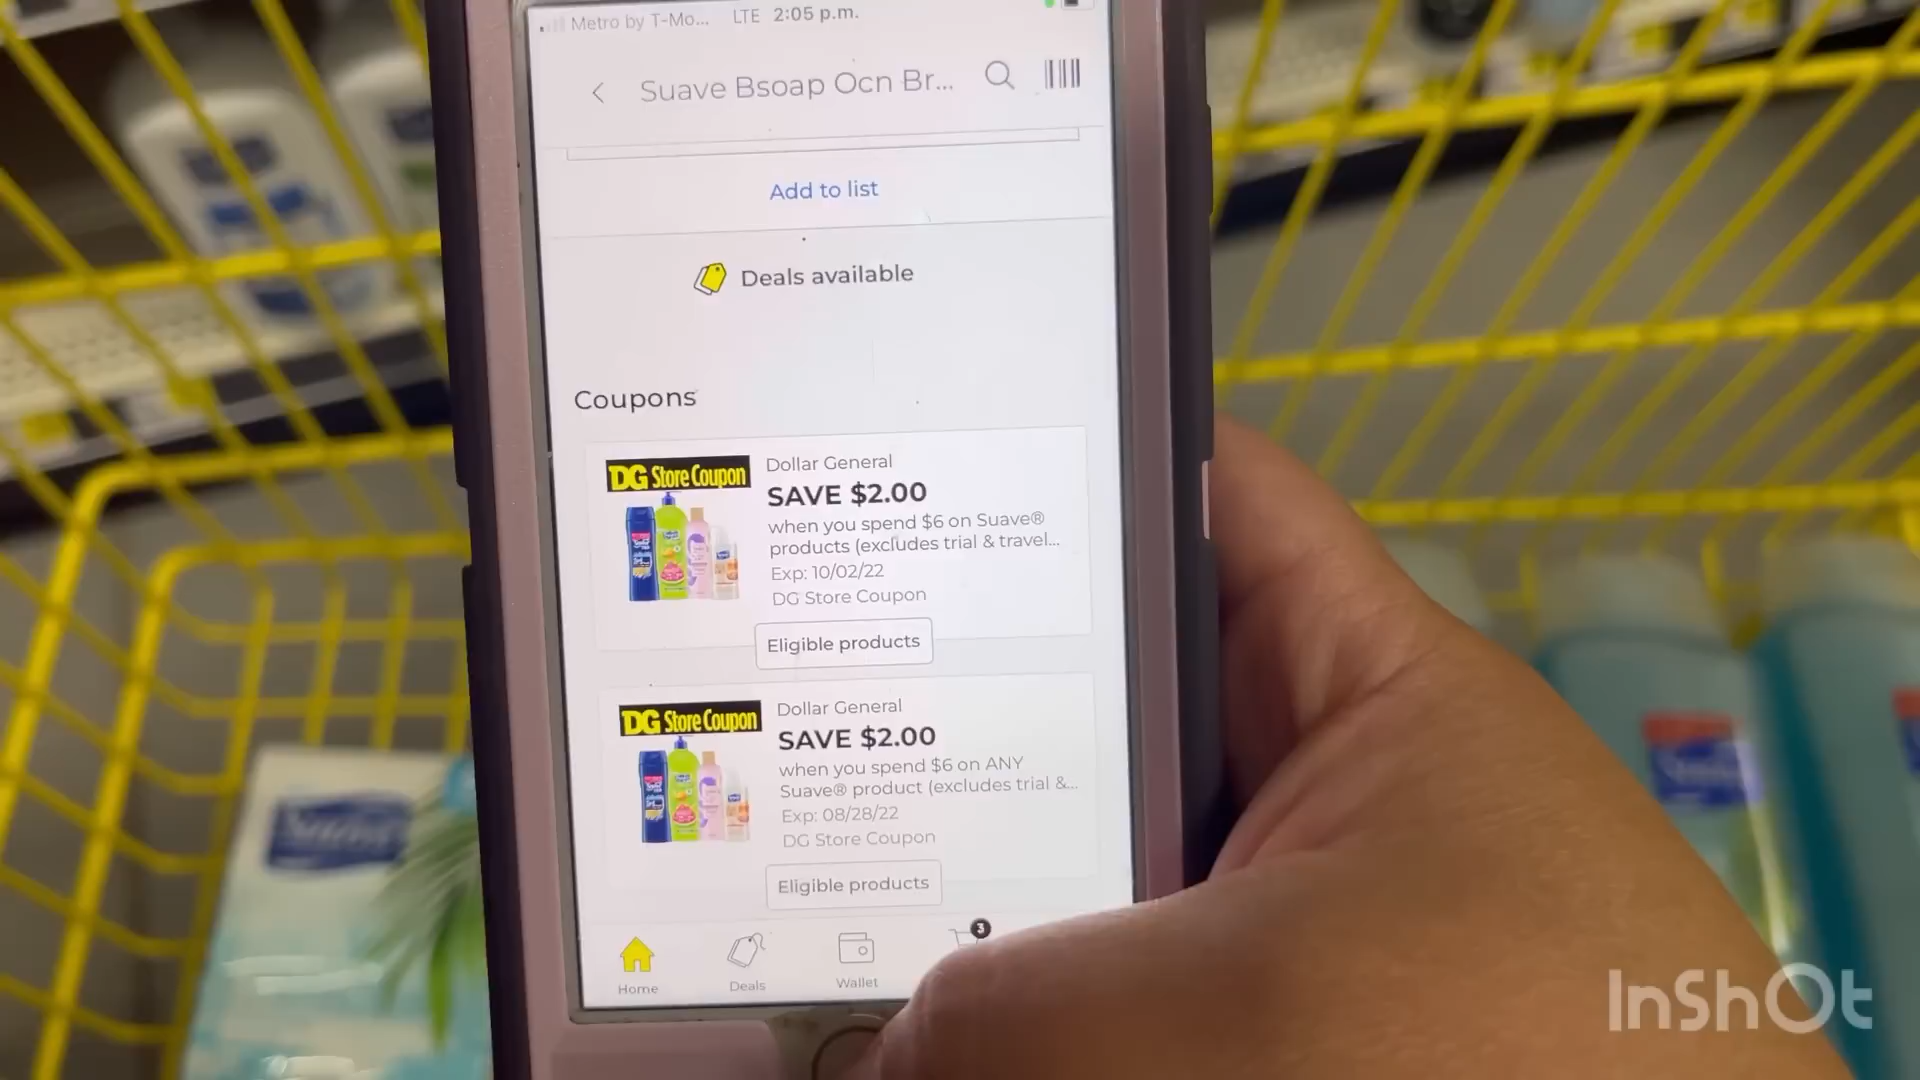 Metro by T-Mo... LTE 2:05 p.m.
Suave Bsoap Ocn Br...
Add to list
Deals available
Coupons
DG Store Coupon
Dollar General
SAVE $2.00
when you spend $6 on Suave®
products (excludes trial & travel...
Exp: 10/02/22
DG Store Coupon
Eligible products
DG Store Coupon
Dollar General
SAVE $2.00
when you spend $6 on ANY
Suave® product (excludes trial &...
Exp: 08/28/22
DG Store Coupon
Eligible products
3
Home
Deals
Wallet
Suave
InShOt